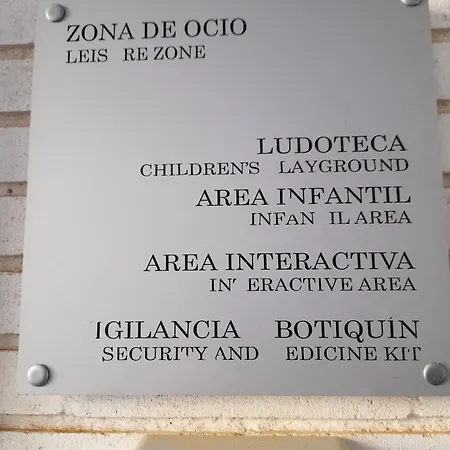 ZONA DE OCIO
LEIS RE ZONE
LUDOTECA
CHILDREN'S LAYGROUND
AREA INFANTIL
INFAN IL AREA
AREA INTERACTIVA
IN ERACTIVE AREA
IGILANCIA BOTIQUÍN
SECURITY AND EDICINE KIT